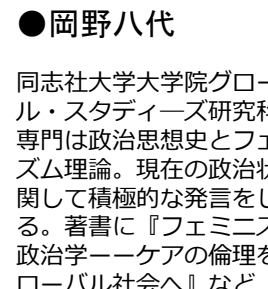 ●岡野八代
同志社大学大学院グロー
ル・スタディ―ズ研究科
専門は政治思想史とフェ
ズム理論。現在の政治状
関して積極的な発言をし
る。著書に『フェミニズ
政治学ーーケアの倫理を
ローバル社会へ』など